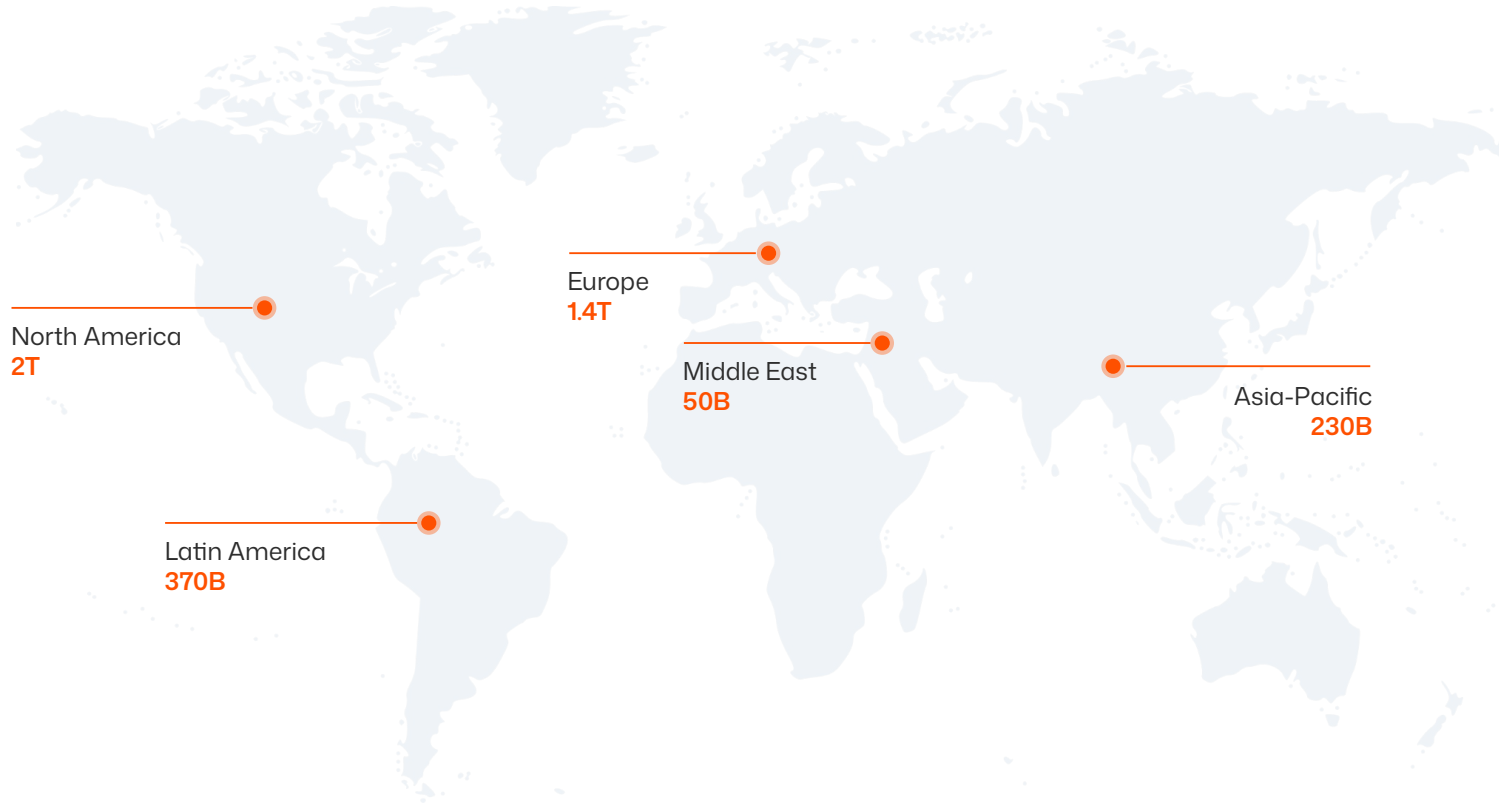 Europe
1.4T
North America
2T
Middle East
50B
Asia-Pacific
230B
Latin America
370B